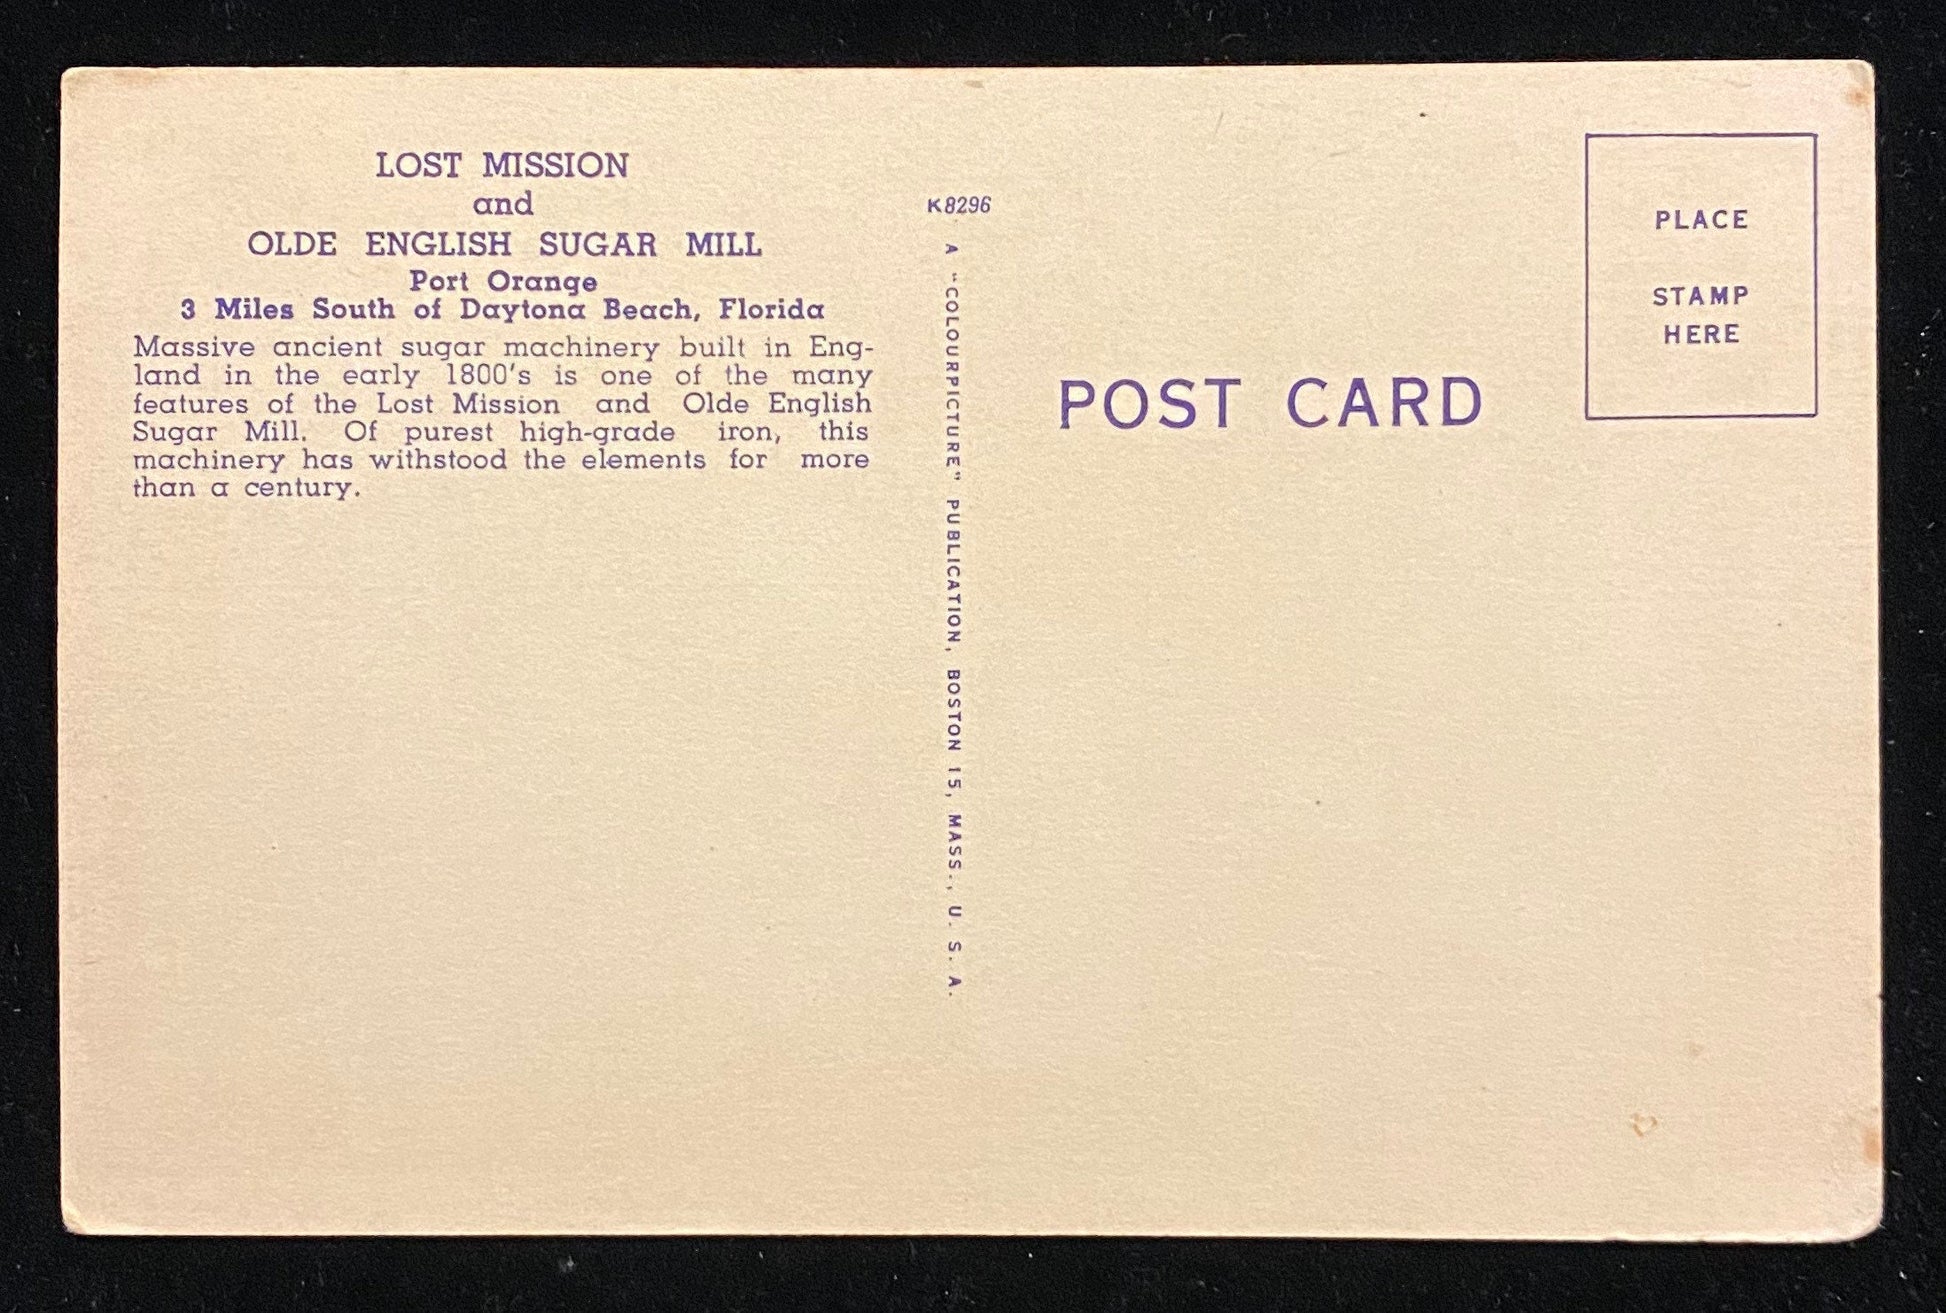 LOST MISSION
and
OLDE ENGLISH SUGAR MILL
Port Orange
3 Miles South of Daytona Beach, Florida
Massive ancient sugar machinery built in Eng-
land in the early 1800's is one of the many
features of the Lost Mission and Olde English
Sugar Mill. Of purest high-grade iron, this
machinery has withstood the elements for more
than a century.
K8296
A "COLOURPICTURE" PUBLICATION, BOSTON 15, MASS., U. S. A.
POST CARD
PLACE
STAMP
HERE